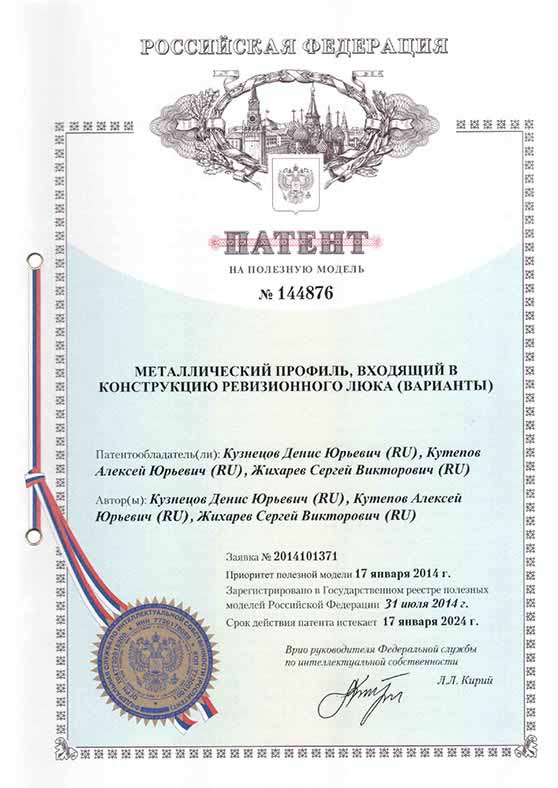 РОССИЙСКАЯ ФЕДЕРАЦИЯ
ПАТЕНТ
НА ПОЛЕЗНУЮ МОДЕЛЬ
№ 144876
МЕТАЛЛИЧЕСКИЙ ПРОФИЛЬ, ВХОДЯЩИЙ В
КОНСТРУКЦИЮ РЕВИЗИОННОГО ЛЮКА (ВАРИАНТЫ)
Патентообладатель(ли): Кузнецов Денис Юрьевич (RU), Кутепов
Алексей Юрьевич (RU), Жихарев Сергей Викторович (RU)
Автор(ы): Кузнецов Денис Юрьевич (RU), Кутепов Алексей
Юрьевич (RU), Жихарев Сергей Викторович (RU)
Заявка № 2014101371
Приоритет полезной модели 17 января 2014 г.
Зарегистрировано в Государственном реестре полезных
моделей Российской Федерации 31 июля 2014 г.
Срок действия патента истекает 17 января 2024 г.
Врио руководителя Федеральной службы
по интеллектуальной собственности
Л.Л. Кирий